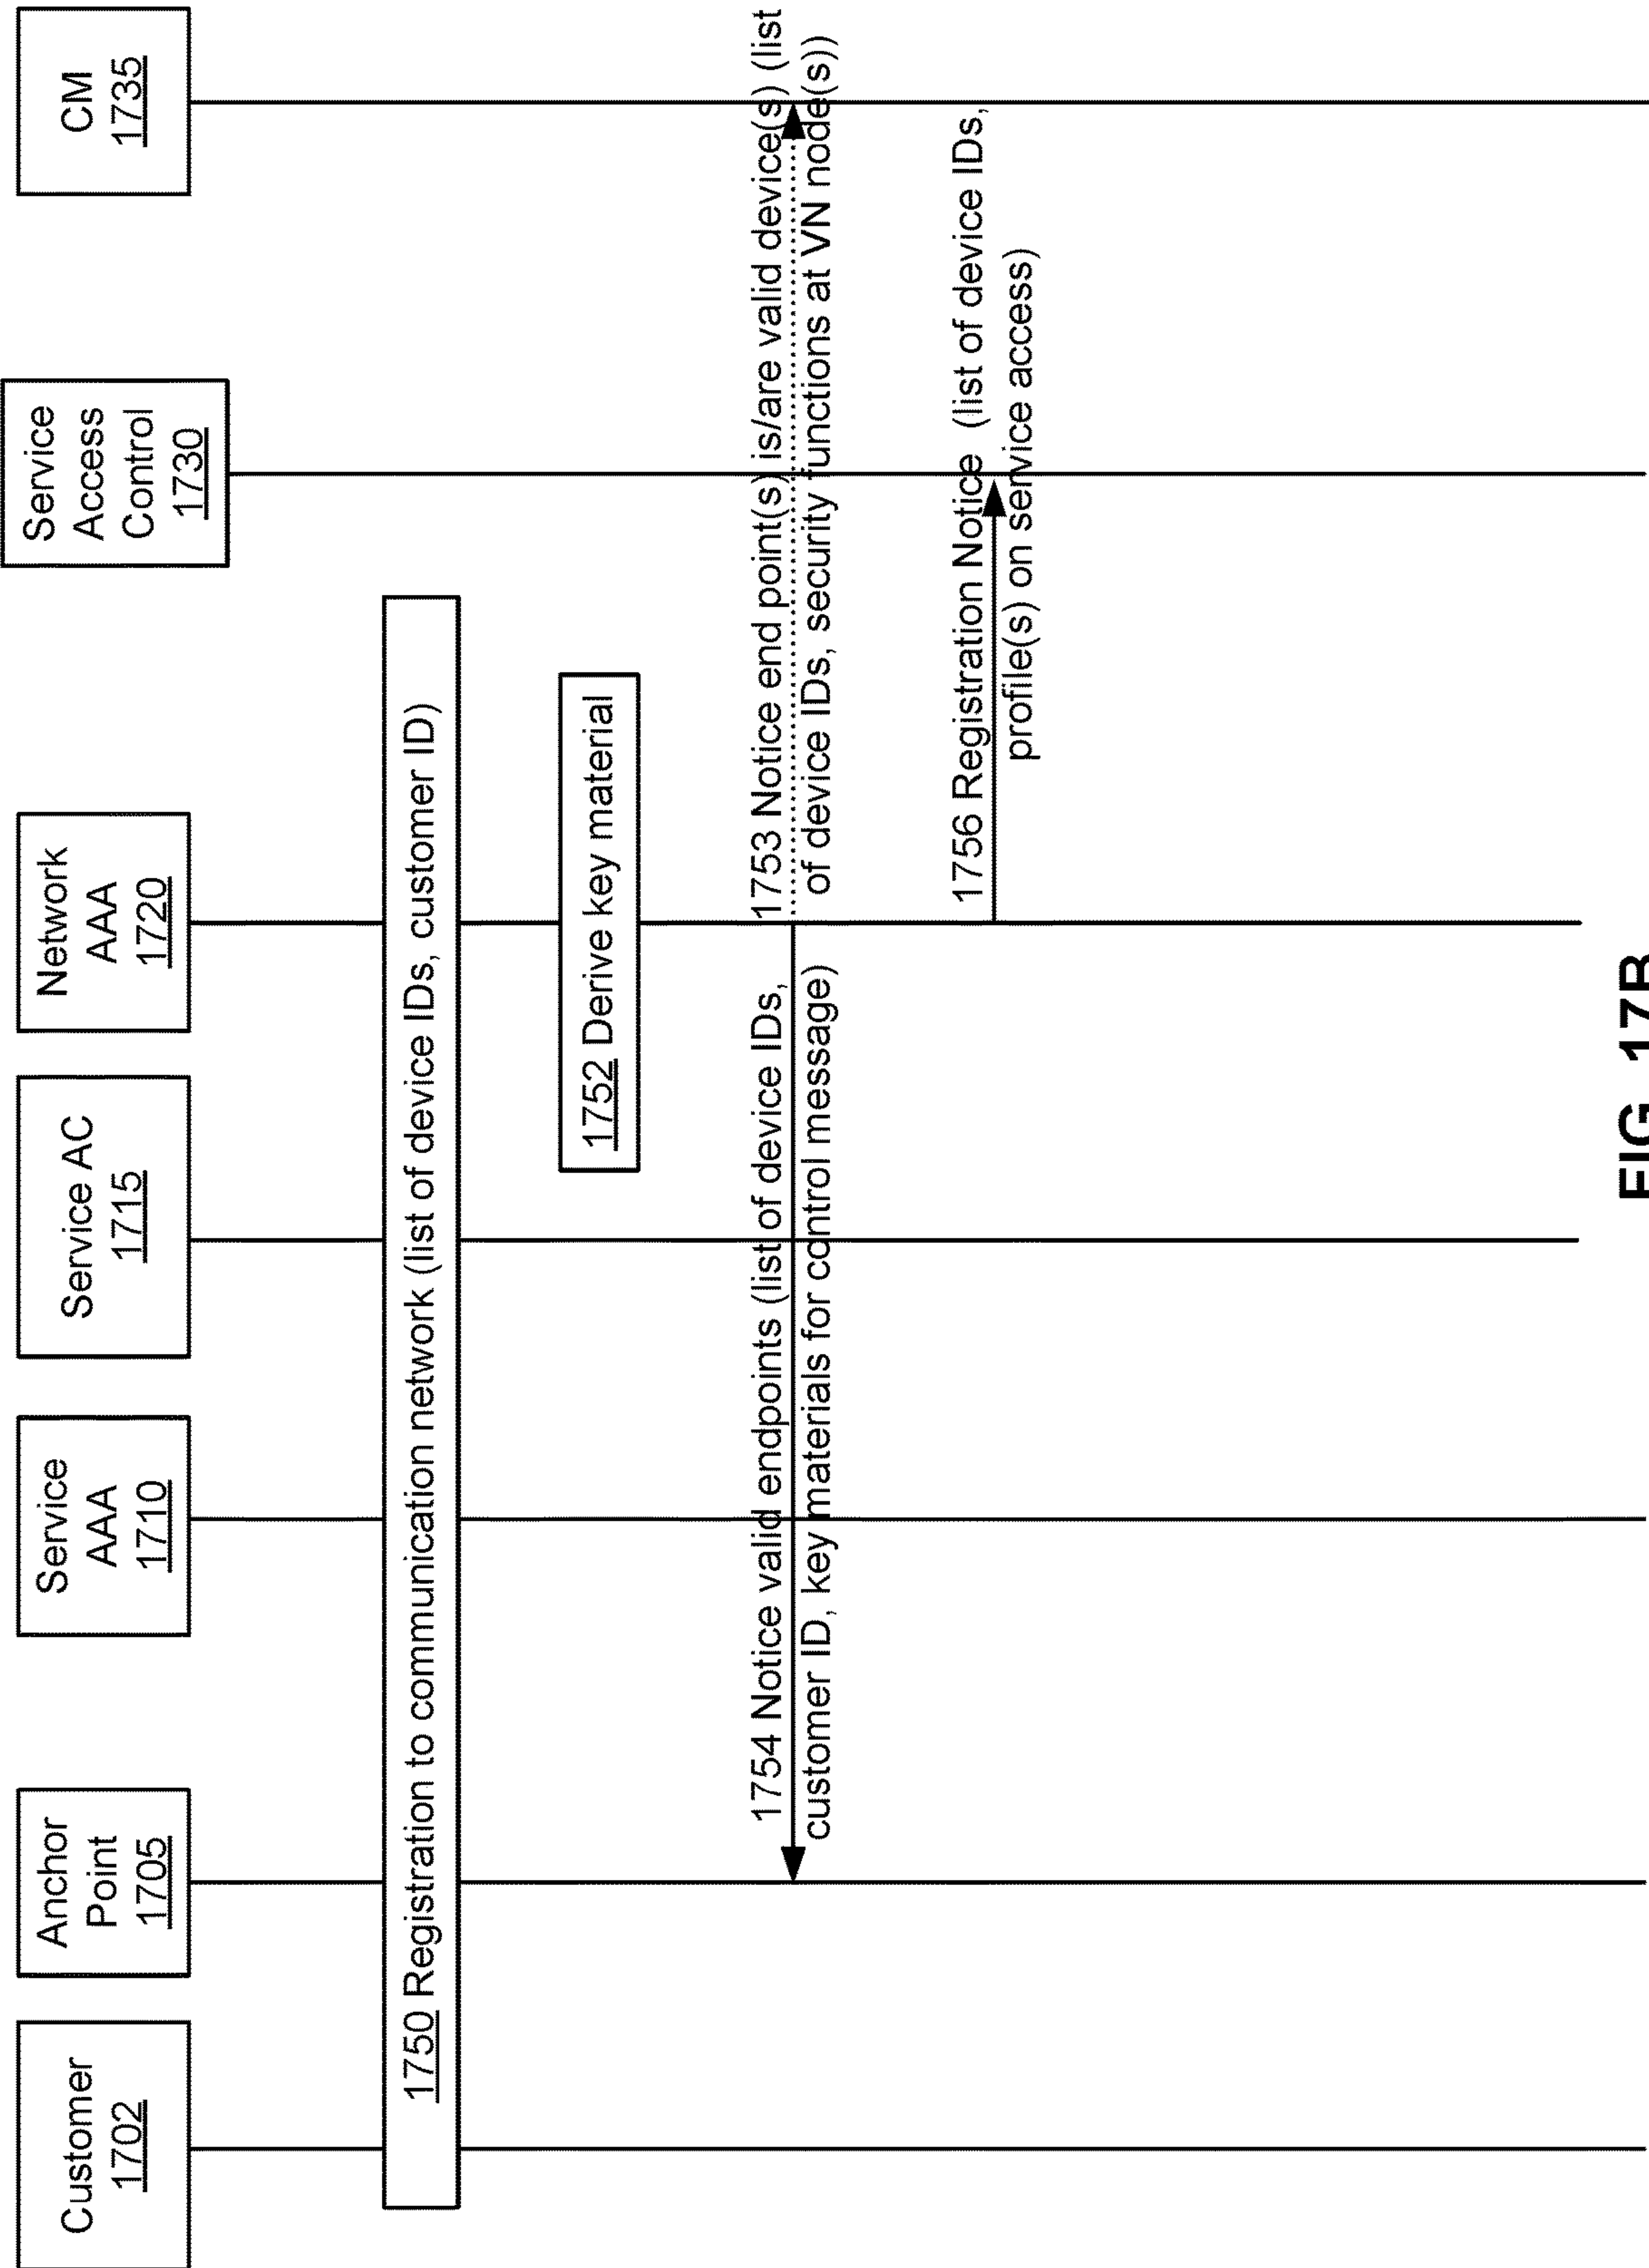 Customer
1702
Anchor
Point
1705
Service
AAA
1710
Service AC
1715
Network
AAA
1720
Service
Access
Control
1730
CM
1735
1750 Registration to communication network (list of device IDs, customer ID)
1752 Derive key material
1753 Notice end point(s) is/are valid device(s) (list
of device IDs, security functions at VN node(s))
1754 Notice valid endpoints (list of device IDs,
customer ID, key materials for control message)
1756 Registration Notice (list of device IDs,
profile(s) on service access)
FIG. 17B